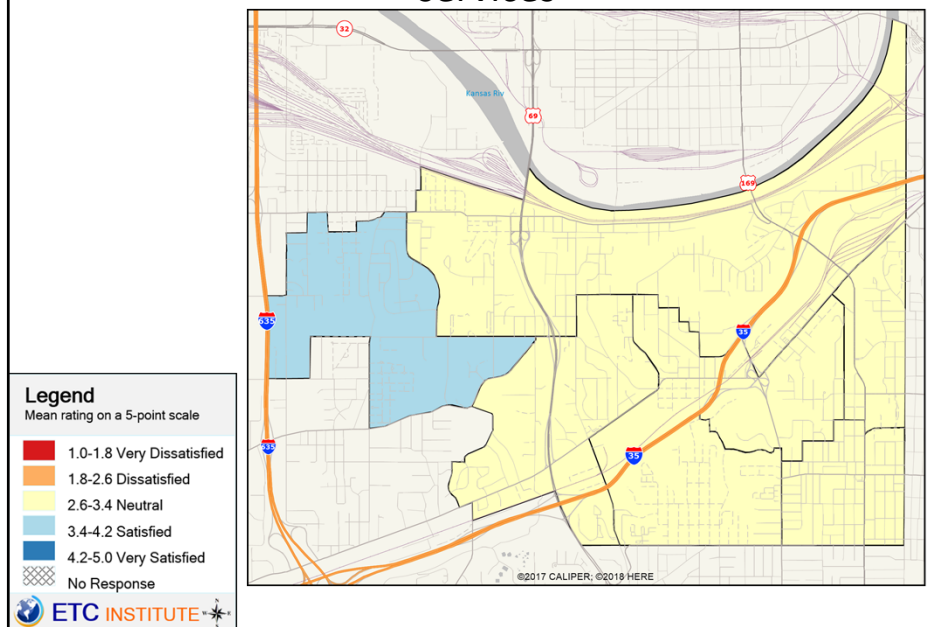 32
Kansas Riv
69
169
635
35
635
35
Legend
Mean rating on a 5-point scale
1.0-1.8 Very Dissatisfied
1.8-2.6 Dissatisfied
2.6-3.4 Neutral
3.4-4.2 Satisfied
4.2-5.0 Very Satisfied
No Response
ETC INSTITUTE
W E
©2017 CALIPER; ©2018 HERE